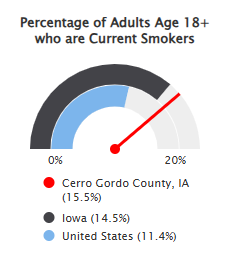 Percentage of Adults Age 18+
who are Current Smokers
0%
20%
Cerro Gordo County, IA
(15.5%)
Iowa (14.5%)
United States (11.4%)